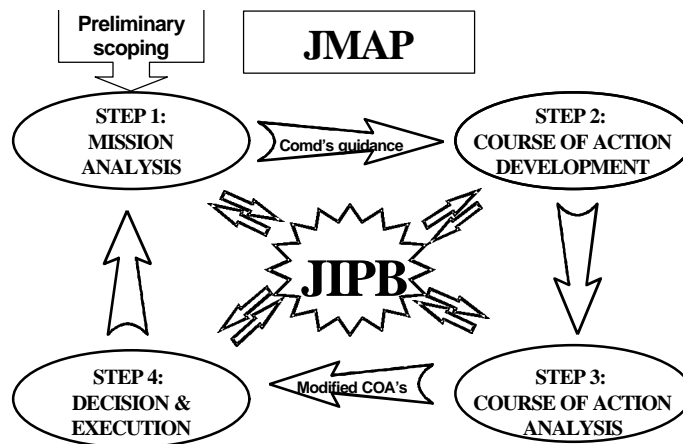 Preliminary
scoping
JMAP
STEP 1:
MISSION
ANALYSIS
Comd's guidance
STEP 2:
COURSE OF ACTION
DEVELOPMENT
JIPB
STEP 4:
DECISION &
EXECUTION
Modified COA's
STEP 3:
COURSE OF ACTION
ANALYSIS